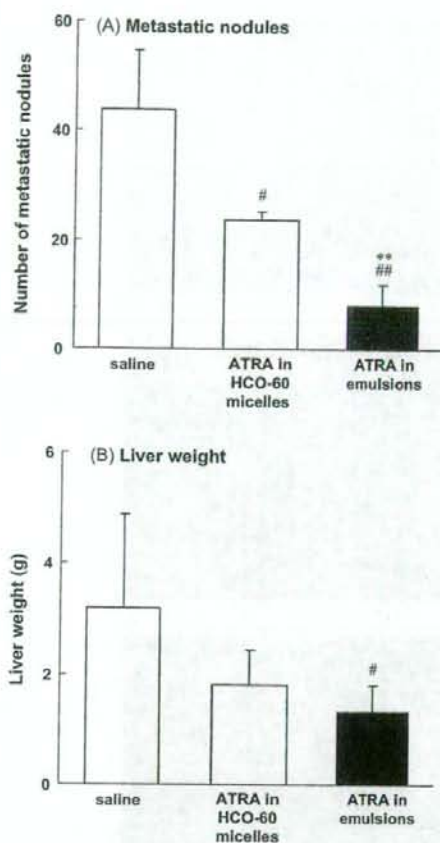 (A) Metastatic nodules
Number of metastatic nodules
60
40
20
0
#
**
##
saline
ATRA in
HCO-60
micelles
ATRA in
emulsions
(B) Liver weight
Liver weight (g)
6
4
2
0
#
saline
ATRA in
HCO-60
micelles
ATRA in
emulsions